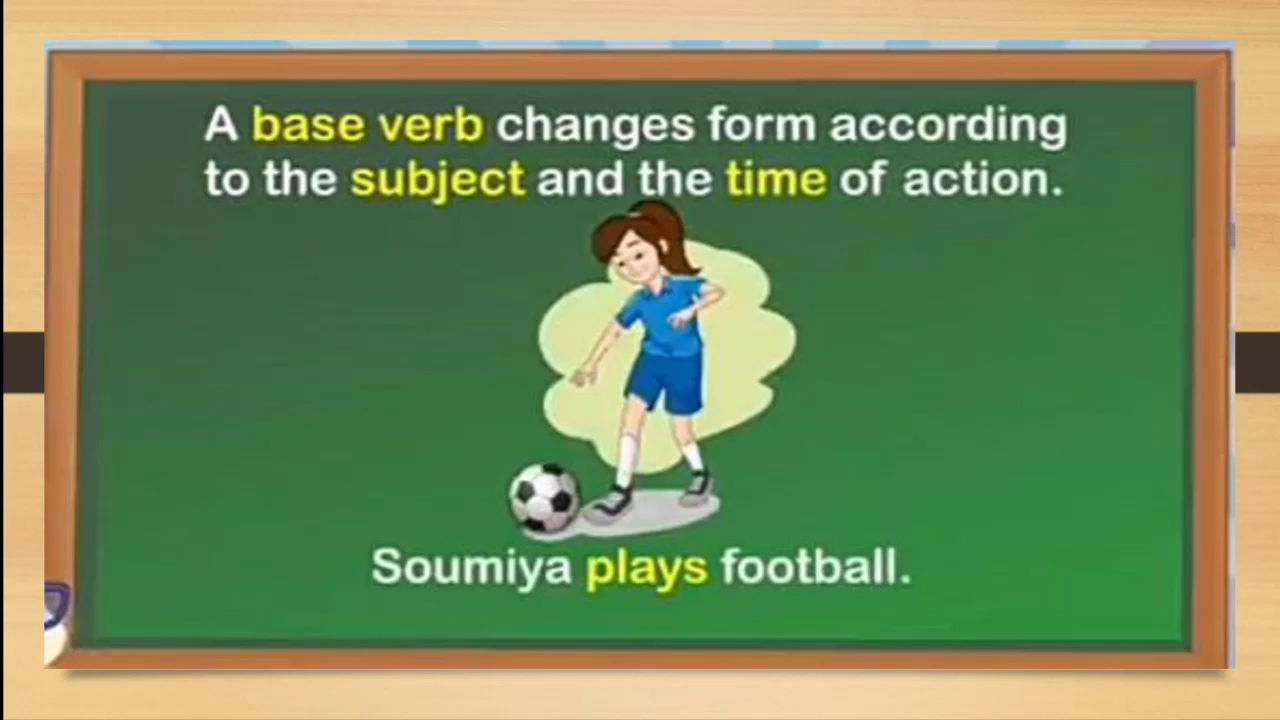 A base verb changes form according
to the subject and the time of action.
Soumiya plays football.